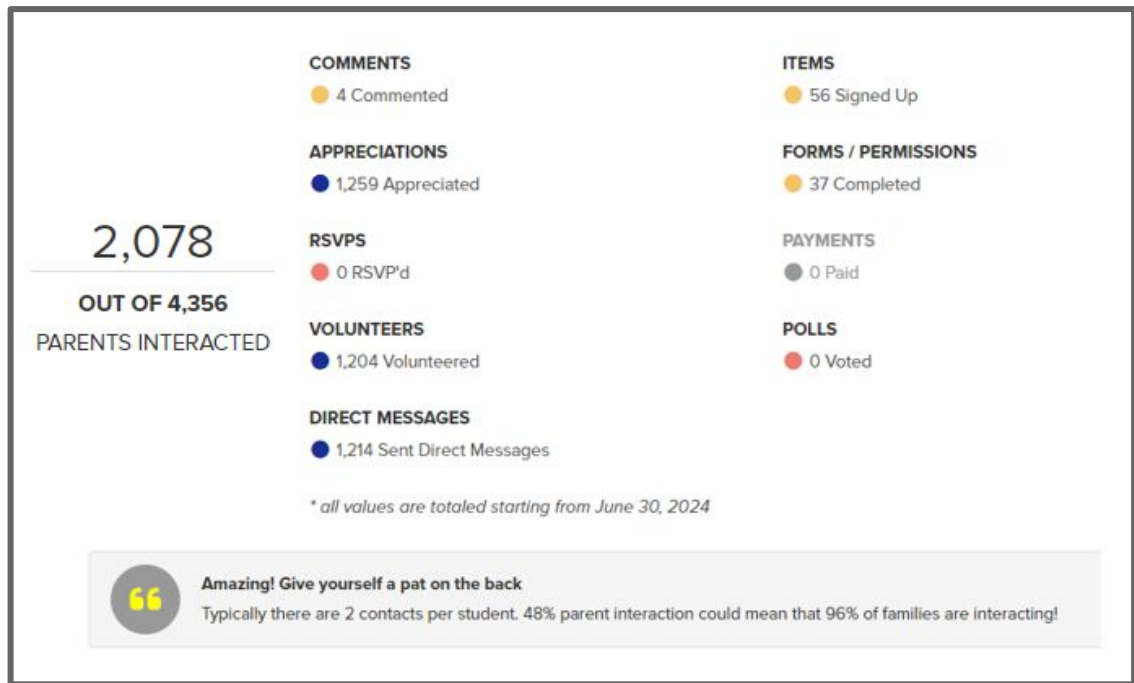 2,078
OUT OF 4,356
PARENTS INTERACTED
COMMENTS
4 Commented
APPRECIATIONS
1,259 Appreciated
RSVPS
0 RSVP'd
VOLUNTEERS
1,204 Volunteered
DIRECT MESSAGES
1,214 Sent Direct Messages
ITEMS
56 Signed Up
FORMS / PERMISSIONS
37 Completed
PAYMENTS
0 Paid
POLLS
0 Voted
* all values are totaled starting from June 30, 2024
Amazing! Give yourself a pat on the back
Typically there are 2 contacts per student. 48% parent interaction could mean that 96% of families are interacting!